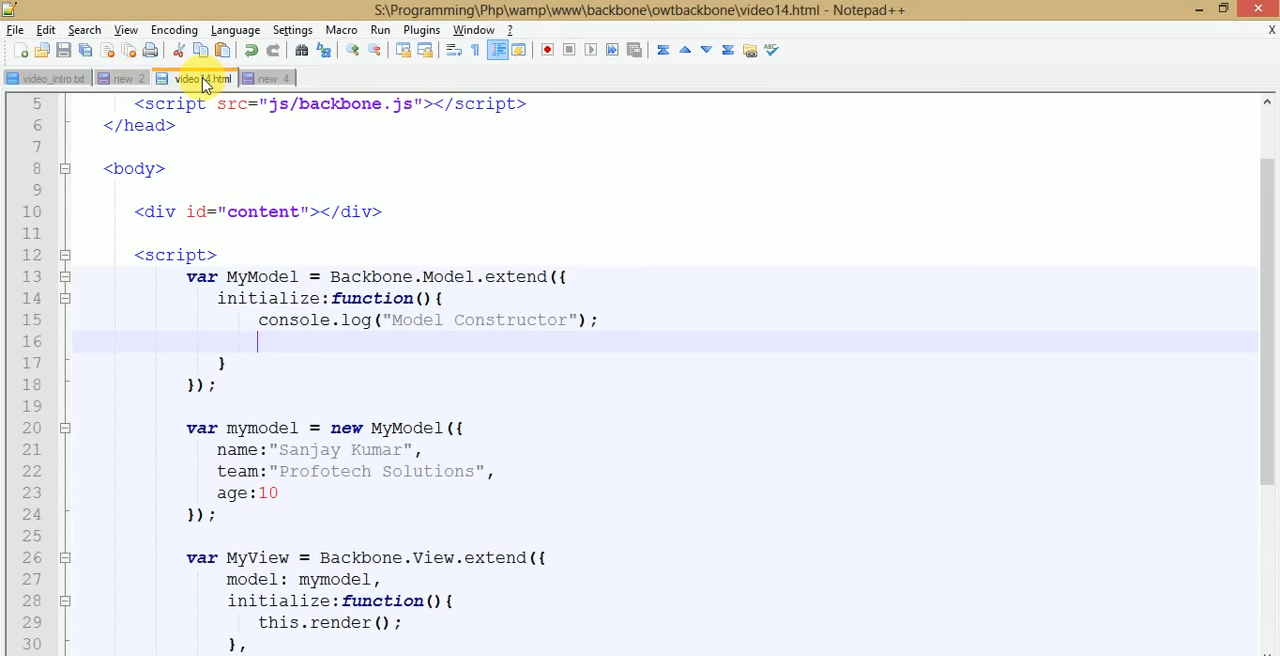 S:\Programming\Php\wamp\www\backbone\owtbackbone\video14.html - Notepad++
File Edit Search View Encoding Language Settings Macro Run Plugins Window ? X
video_intro.txt new 2 video14.html new 4
5 <script src="js/backbone.js"></script>
6 </head>
7
8 <body>
9
10 <div id="content"></div>
11
12 <script>
13 var MyModel = Backbone.Model.extend({
14 initialize:function(){
15 console.log("Model Constructor");
16
17 }
18 });
19
20 var mymodel = new MyModel({
21 name:"Sanjay Kumar",
22 team:"Profotech Solutions",
23 age:10
24 });
25
26 var MyView = Backbone.View.extend({
27 model: mymodel,
28 initialize:function(){
29 this.render();
30 },